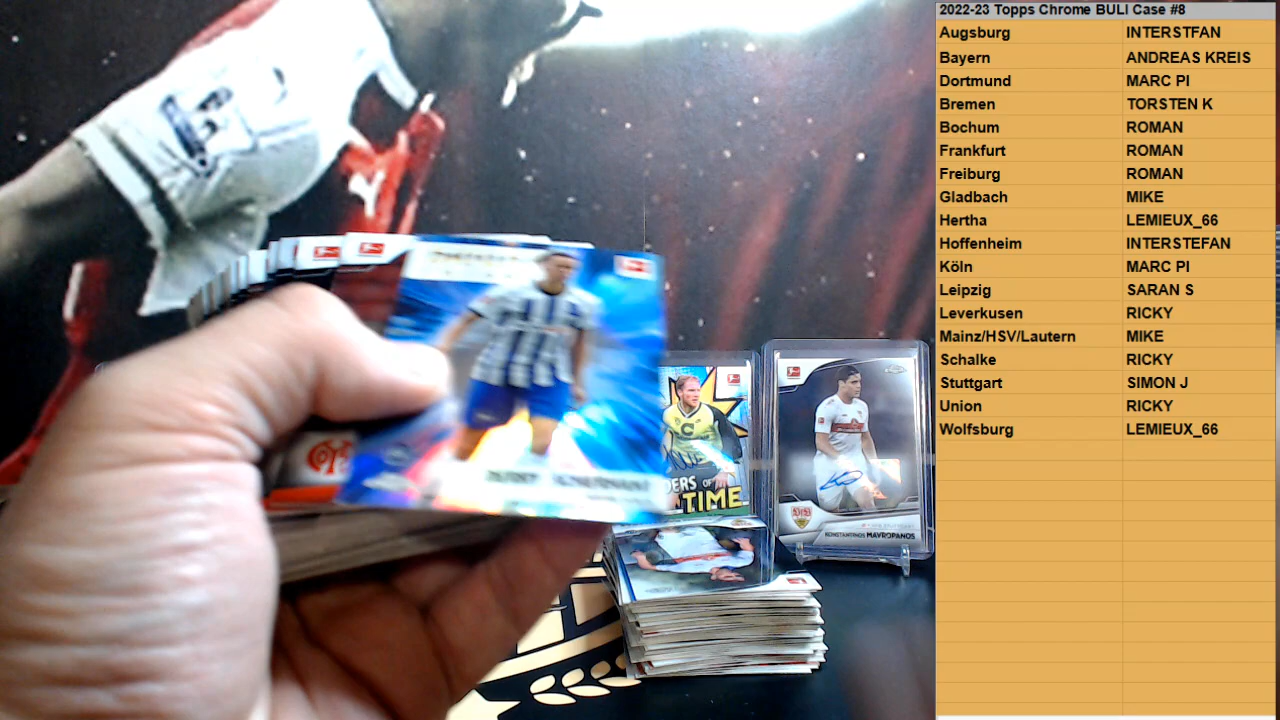 2022-23 Topps Chrome BULI Case #8
Augsburg INTERSTFAN
Bayern ANDREAS KREIS
Dortmund MARC PI
Bremen TORSTEN K
Bochum ROMAN
Frankfurt ROMAN
Freiburg ROMAN
Gladbach MIKE
Hertha LEMIEUX_66
Hoffenheim INTERSTEFAN
Köln MARC PI
Leipzig SARAN S
Leverkusen RICKY
Mainz/HSV/Lautern MIKE
Schalke RICKY
Stuttgart SIMON J
Union RICKY
Wolfsburg LEMIEUX_66
DERS OF
TIME
KONSTANTINOS MAVROPANOS